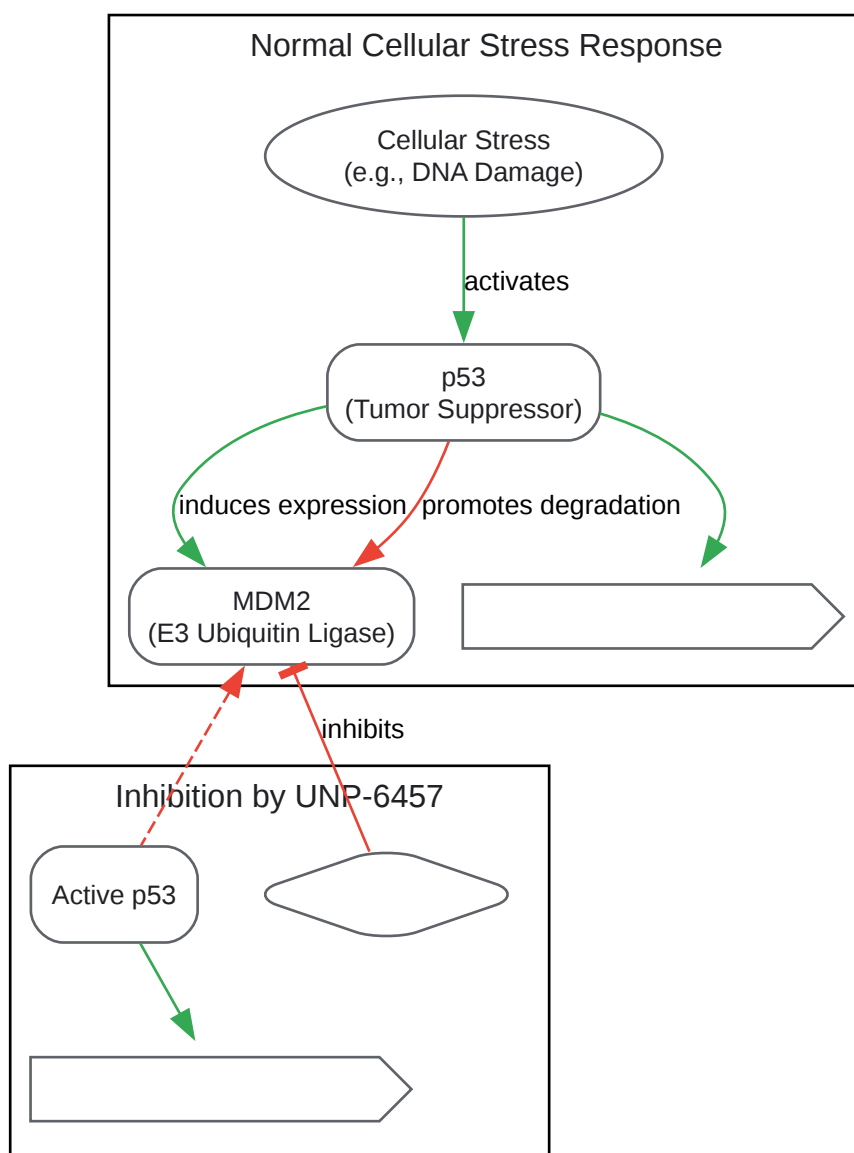 Normal Cellular Stress Response
Cellular Stress
(e.g., DNA Damage)
activates
p53
(Tumor Suppressor)
induces expression
promotes degradation
MDM2
(E3 Ubiquitin Ligase)
inhibits
Inhibition by UNP-6457
Active p53